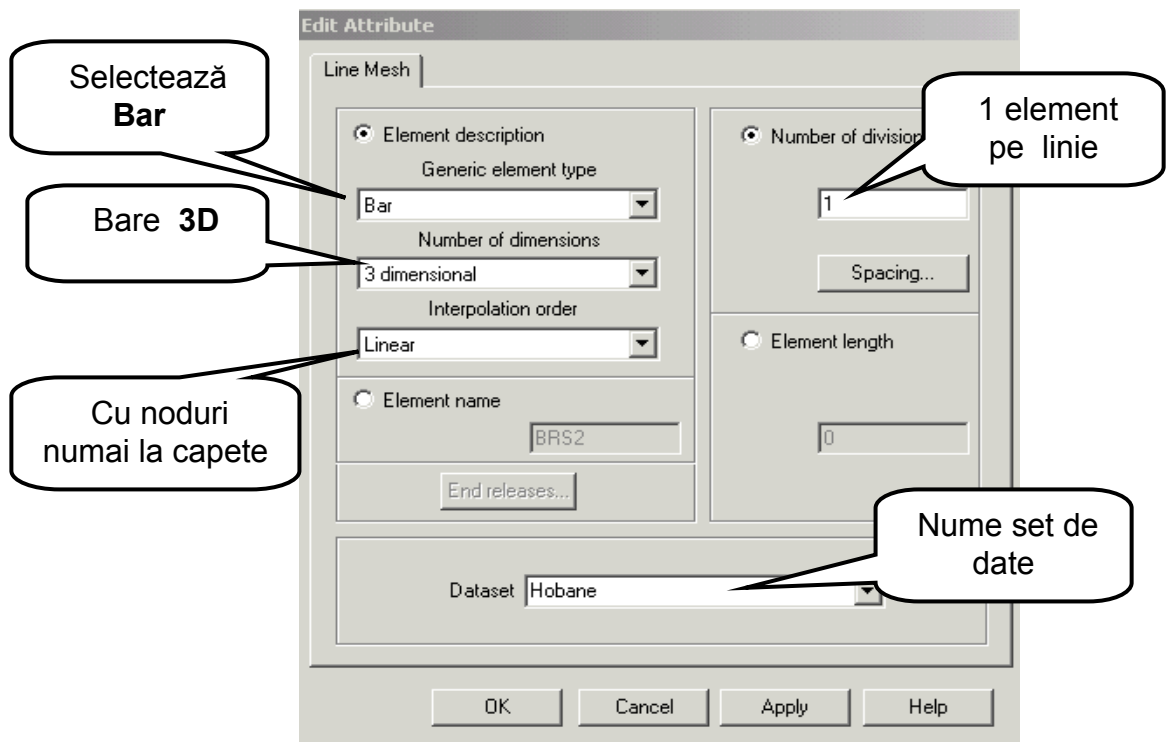 Edit Attribute
Line Mesh
Selectează
Bar
Bare 3D
Cu noduri
numai la capete
Element description
Generic element type
Bar
Number of dimensions
3 dimensional
Interpolation order
Linear
Element name
BRS2
End releases...
1 element
pe linie
Number of division
1
Spacing...
Element length
0
Nume set de
date
Dataset Hobane
OK Cancel Apply Help